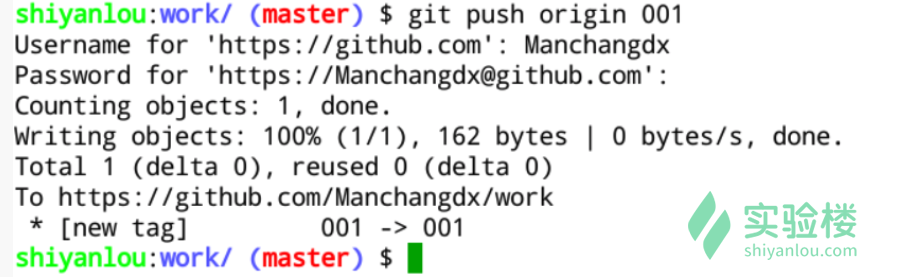 shiyanlou:work/ (master) $ git push origin 001
Username for 'https://github.com': Manchangdx
Password for 'https://Manchangdx@github.com':
Counting objects: 1, done.
Writing objects: 100% (1/1), 162 bytes | 0 bytes/s, done.
Total 1 (delta 0), reused 0 (delta 0)
To https://github.com/Manchangdx/work
 * [new tag]         001 -> 001
shiyanlou:work/ (master) $
实验楼
shiyanlou.com